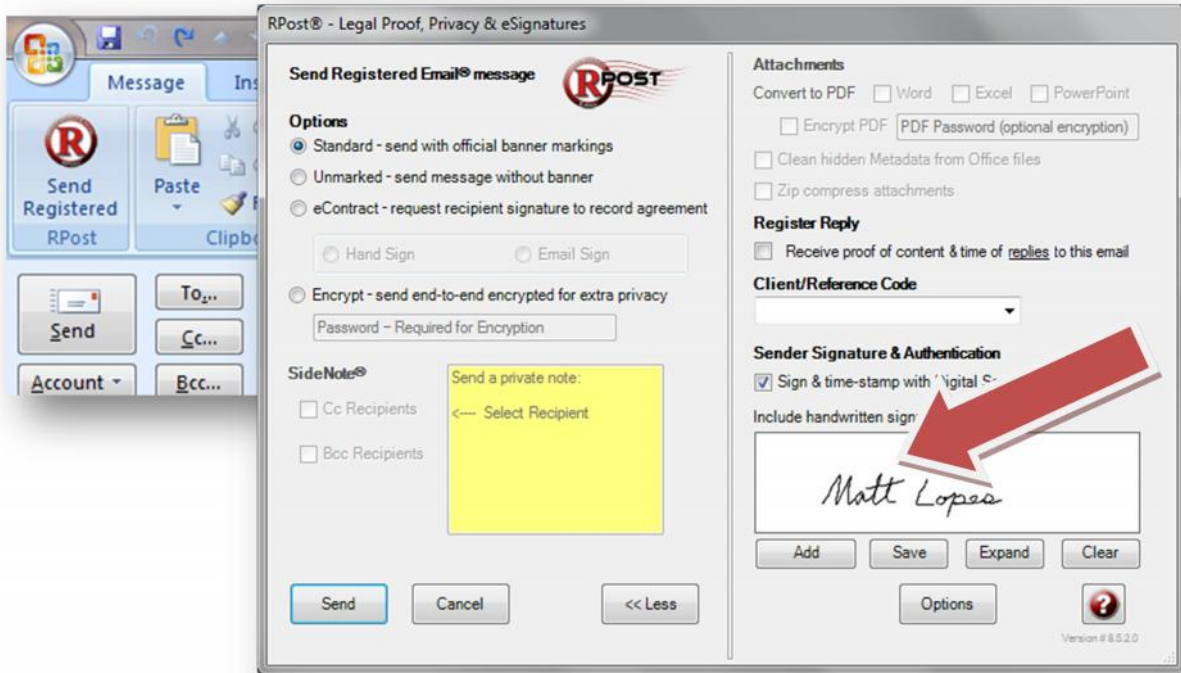 Message
Send
Registered
RPost
Paste
Send
To...
Cc...
Account
Bcc...
RPost® - Legal Proof, Privacy & eSignatures
Send Registered Email® message
RPOST
Options
Standard - send with official banner markings
Unmarked - send message without banner
eContract - request recipient signature to record agreement
Hand Sign
Email Sign
Encrypt - send end-to-end encrypted for extra privacy
Password – Required for Encryption
SideNote®
Cc Recipients
Bcc Recipients
Send a private note:
<---- Select Recipient
Send
Cancel
<< Less
Attachments
Convert to PDF Word Excel PowerPoint
Encrypt PDF PDF Password (optional encryption)
Clean hidden Metadata from Office files
Zip compress attachments
Register Reply
Receive proof of content & time of replies to this email
Client/Reference Code
Sender Signature & Authentication
Sign & time-stamp with
Include handwritten
Matt Lopes
Add
Save
Expand
Clear
Options
Version # 8.5.2.0